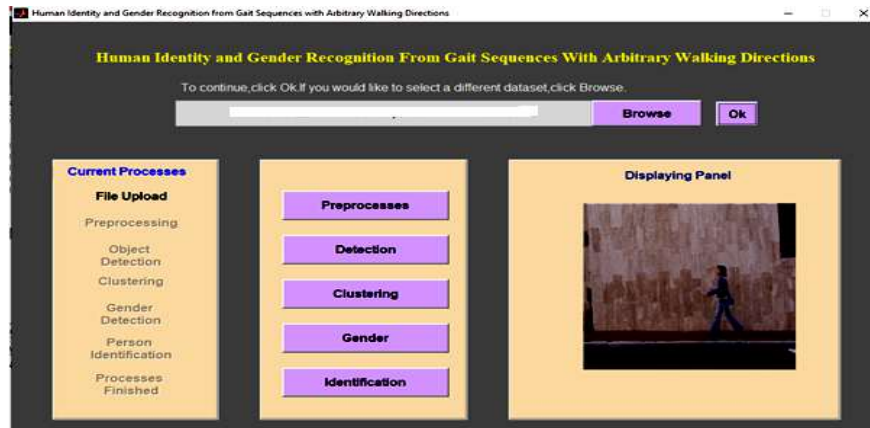 Human Identity and Gender Recognition from Gait Sequences with Arbitrary Walking Directions
Human Identity and Gender Recognition From Gait Sequences With Arbitrary Walking Directions
To continue,click Ok.If you would like to select a different dataset,click Browse.
Browse
Ok
Current Processes
File Upload
Preprocessing
Object
Detection
Clustering
Gender
Detection
Person
Identification
Processes
Finished
Preprocesses
Detection
Clustering
Gender
Identification
Displaying Panel